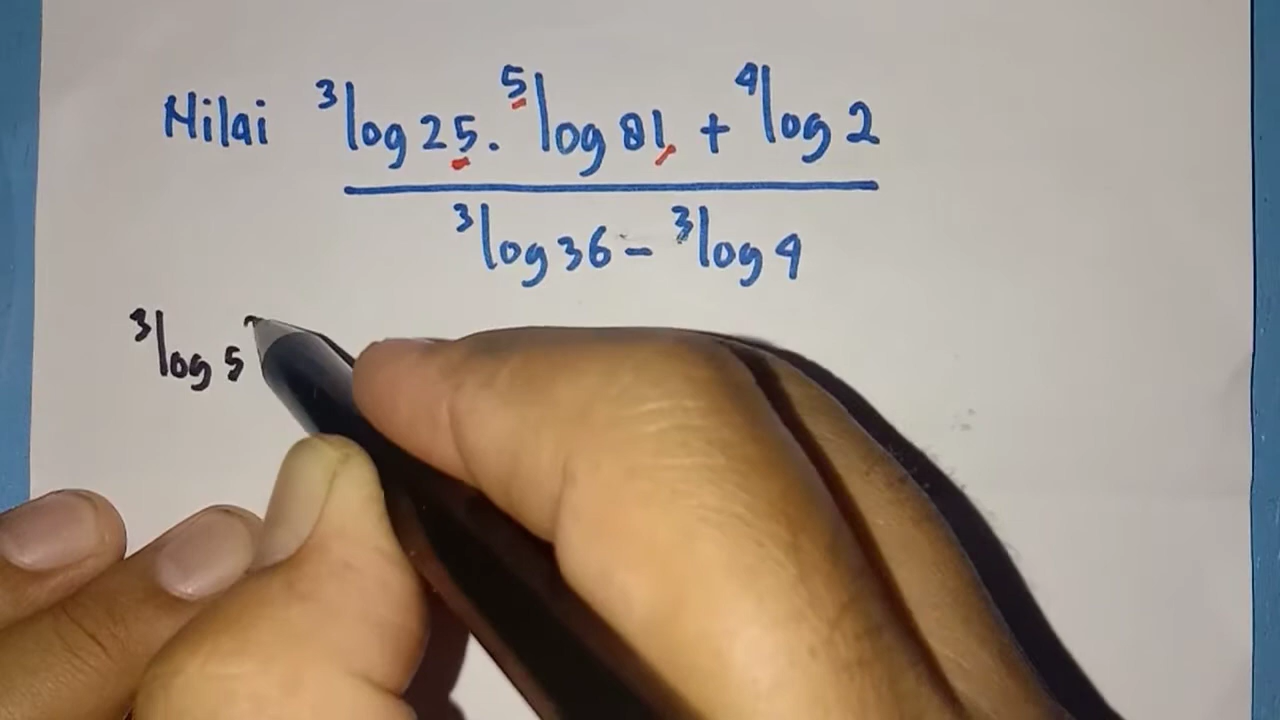 Nilai ³log 25 . ⁵log 81 + ⁴log 2
³log 36 - ³log 4
³log 5